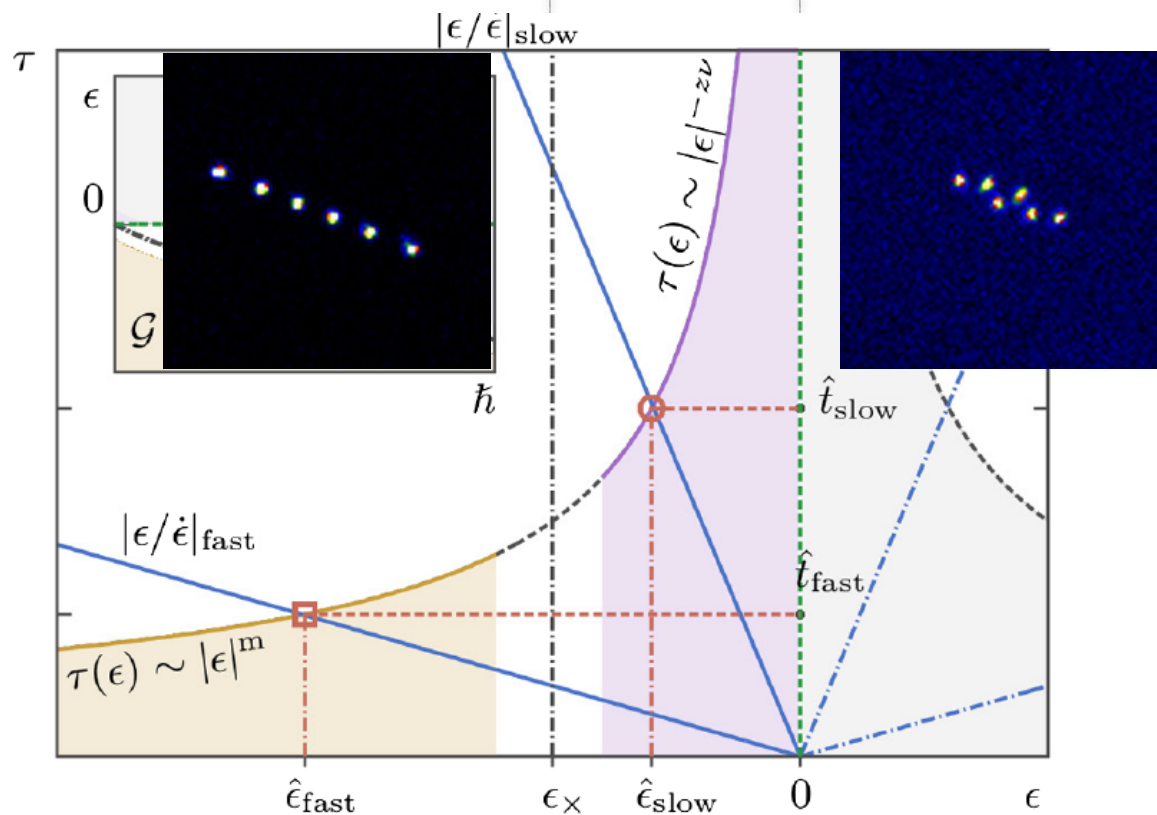 |ϵ/ϵ̇|slow
τ
ϵ
0
𝒢
ħ
τ(ϵ) ∼ |ϵ|^−zν
t̂slow
|ϵ/ϵ̇|fast
t̂fast
τ(ϵ) ∼ |ϵ|^m
ϵ̂fast
ϵ×
ϵ̂slow
0
ϵ